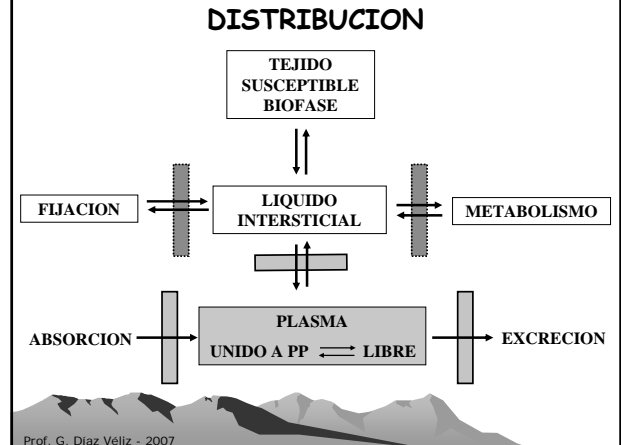 DISTRIBUCION
TEJIDO
SUSCEPTIBLE
BIOFASE
FIJACION
LIQUIDO
INTERSTICIAL
METABOLISMO
ABSORCION
PLASMA
UNIDO A PP LIBRE
EXCRECION
Prof. G. Díaz Véliz - 2007